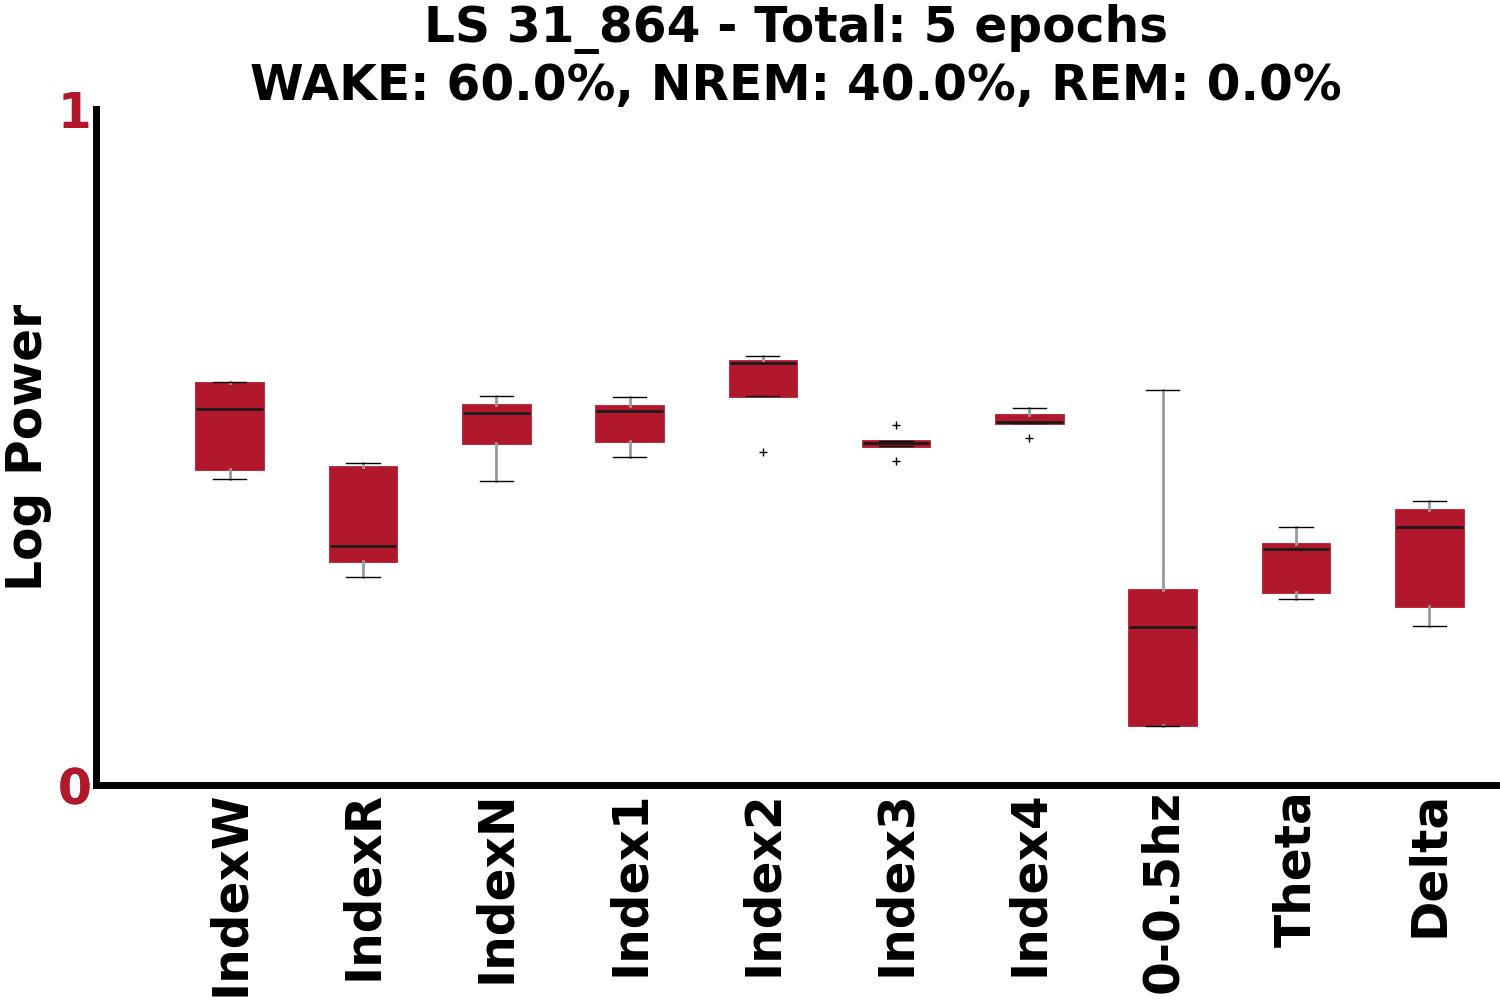 LS 31_864 - Total: 5 epochs
WAKE: 60.0%, NREM: 40.0%, REM: 0.0%
1
Log Power
0
IndexW
IndexR
IndexN
Index1
Index2
Index3
Index4
0-0.5hz
Theta
Delta